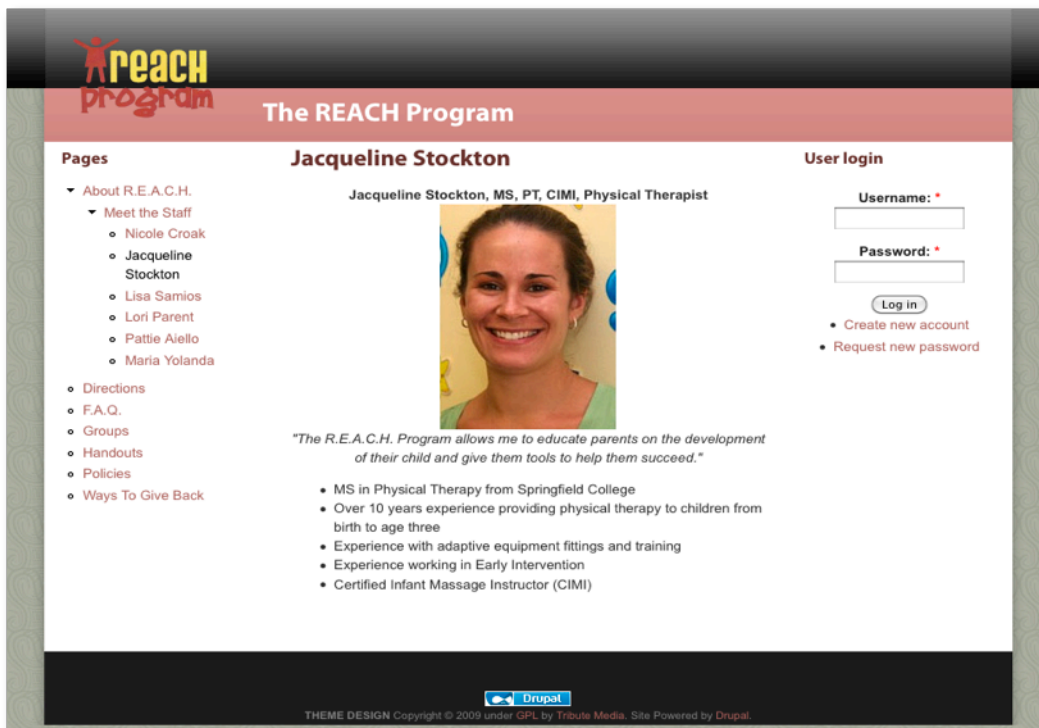 reach
program
The REACH Program
Pages
About R.E.A.C.H.
Meet the Staff
Nicole Croak
Jacqueline
Stockton
Lisa Samios
Lori Parent
Pattie Aiello
Maria Yolanda
Directions
F.A.Q.
Groups
Handouts
Policies
Ways To Give Back
Jacqueline Stockton
Jacqueline Stockton, MS, PT, CIMI, Physical Therapist
"The R.E.A.C.H. Program allows me to educate parents on the development
of their child and give them tools to help them succeed."
MS in Physical Therapy from Springfield College
Over 10 years experience providing physical therapy to children from
birth to age three
Experience with adaptive equipment fittings and training
Experience working in Early Intervention
Certified Infant Massage Instructor (CIMI)
User login
Username: *
Password: *
Log in
Create new account
Request new password
Drupal
THEME DESIGN Copyright © 2009 under GPL by Tribute Media. Site Powered by Drupal.